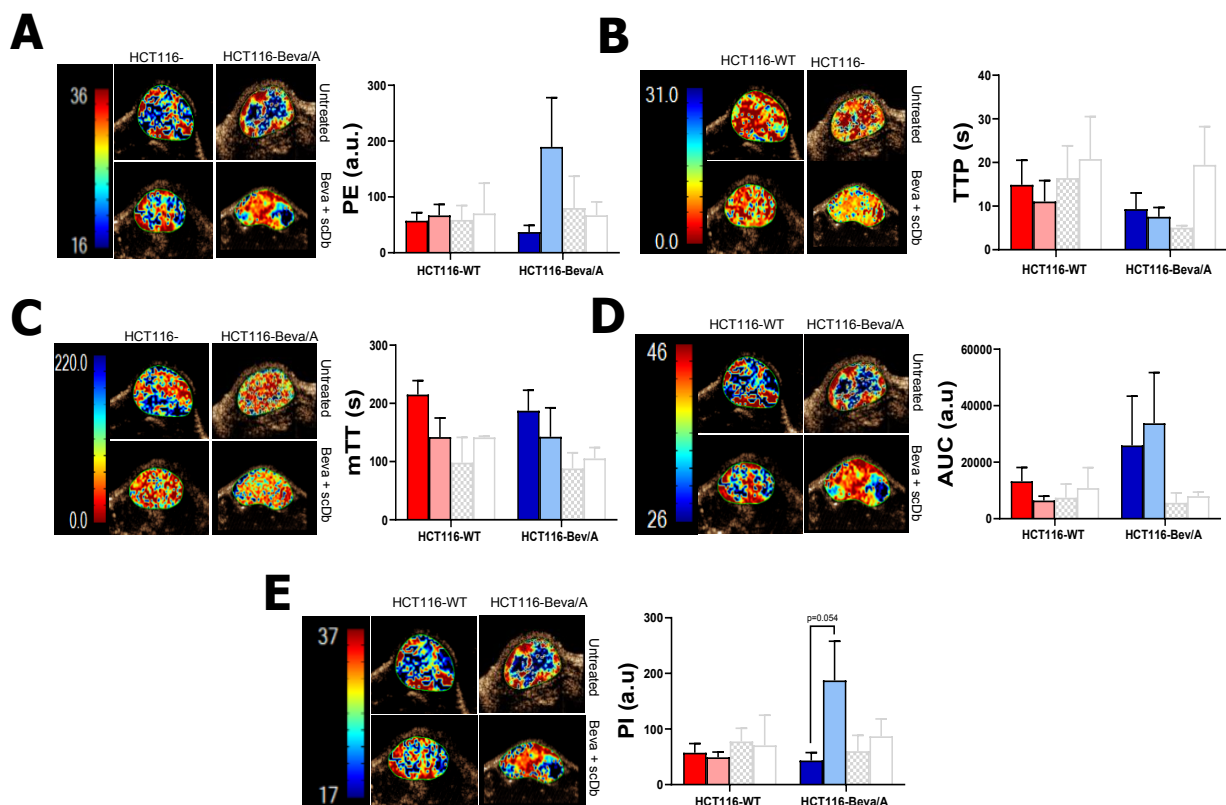 A
HCT116-
HCT116-Beva/A
36
16
Untreated
Beva + scDb
PE (a.u.)
300
200
100
0
HCT116-WT
HCT116-Beva/A
B
HCT116-WT
HCT116-
31.0
0.0
Untreated
Beva + scDb
TTP (s)
40
30
20
10
0
HCT116-WT
HCT116-Beva/A
C
HCT116-
HCT116-Beva/A
220.0
0.0
Untreated
Beva + scDb
mTT (s)
300
200
100
0
HCT116-WT
HCT116-Bev/A
D
HCT116-WT
HCT116-Beva/A
46
26
Untreated
Beva + scDb
AUC (a.u)
60000
40000
20000
0
HCT116-WT
HCT116-Bev/A
E
HCT116-WT
HCT116-Beva/A
37
17
Untreated
Beva + scDb
PI (a.u)
300
200
100
0
p=0.054
HCT116-WT
HCT116-Beva/A